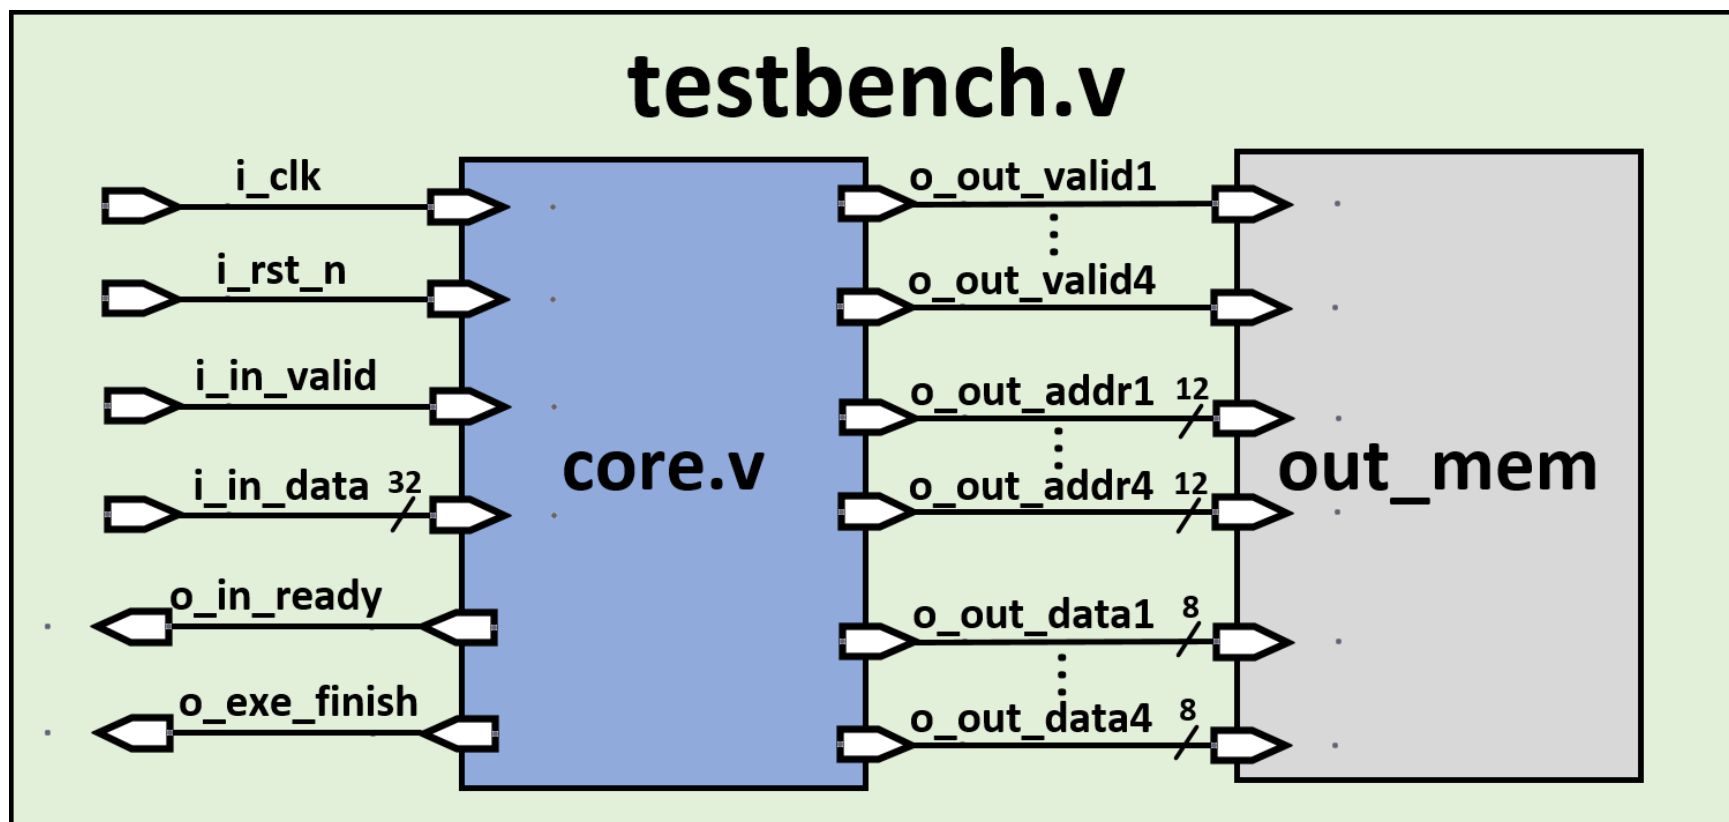 testbench.v
i_clk
i_rst_n
i_in_valid
i_in_data 32
o_in_ready
o_exe_finish
core.v
o_out_valid1
o_out_valid4
o_out_addr1 12
o_out_addr4 12
o_out_data1 8
o_out_data4 8
out_mem